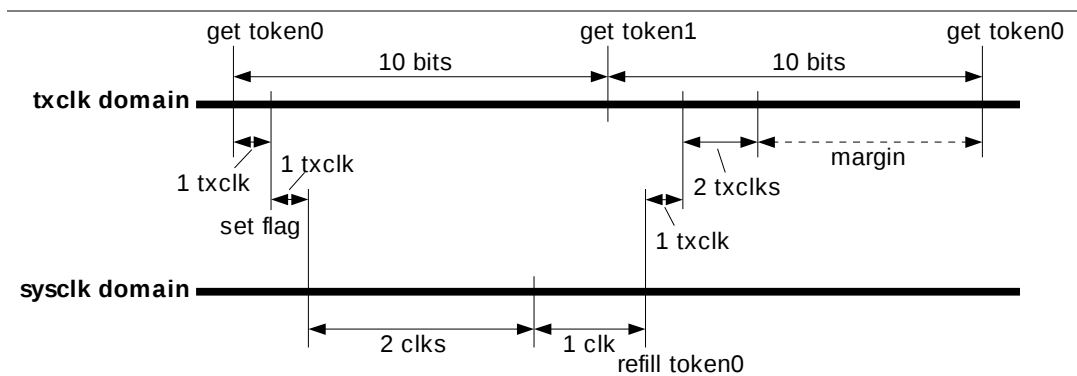 get token0
get token1
get token0
10 bits
10 bits
txclk domain
1 txclk
1 txclk
set flag
2 txclks
margin
1 txclk
sysclk domain
2 clks
1 clk
refill token0